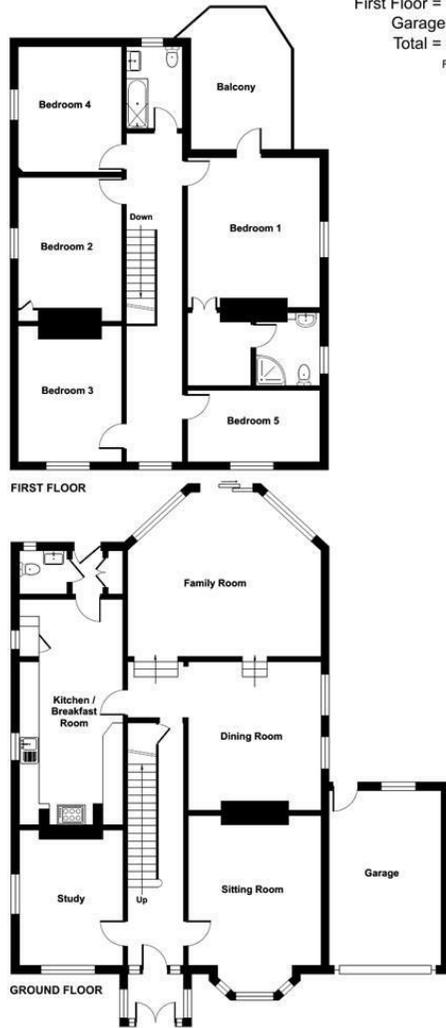 First Floor =
Garage
Total =
Bedroom 4
Balcony
Down
Bedroom 2
Bedroom 1
Bedroom 3
Bedroom 5
FIRST FLOOR
Family Room
Kitchen /
Breakfast
Room
Dining Room
Study
Sitting Room
Garage
Up
GROUND FLOOR